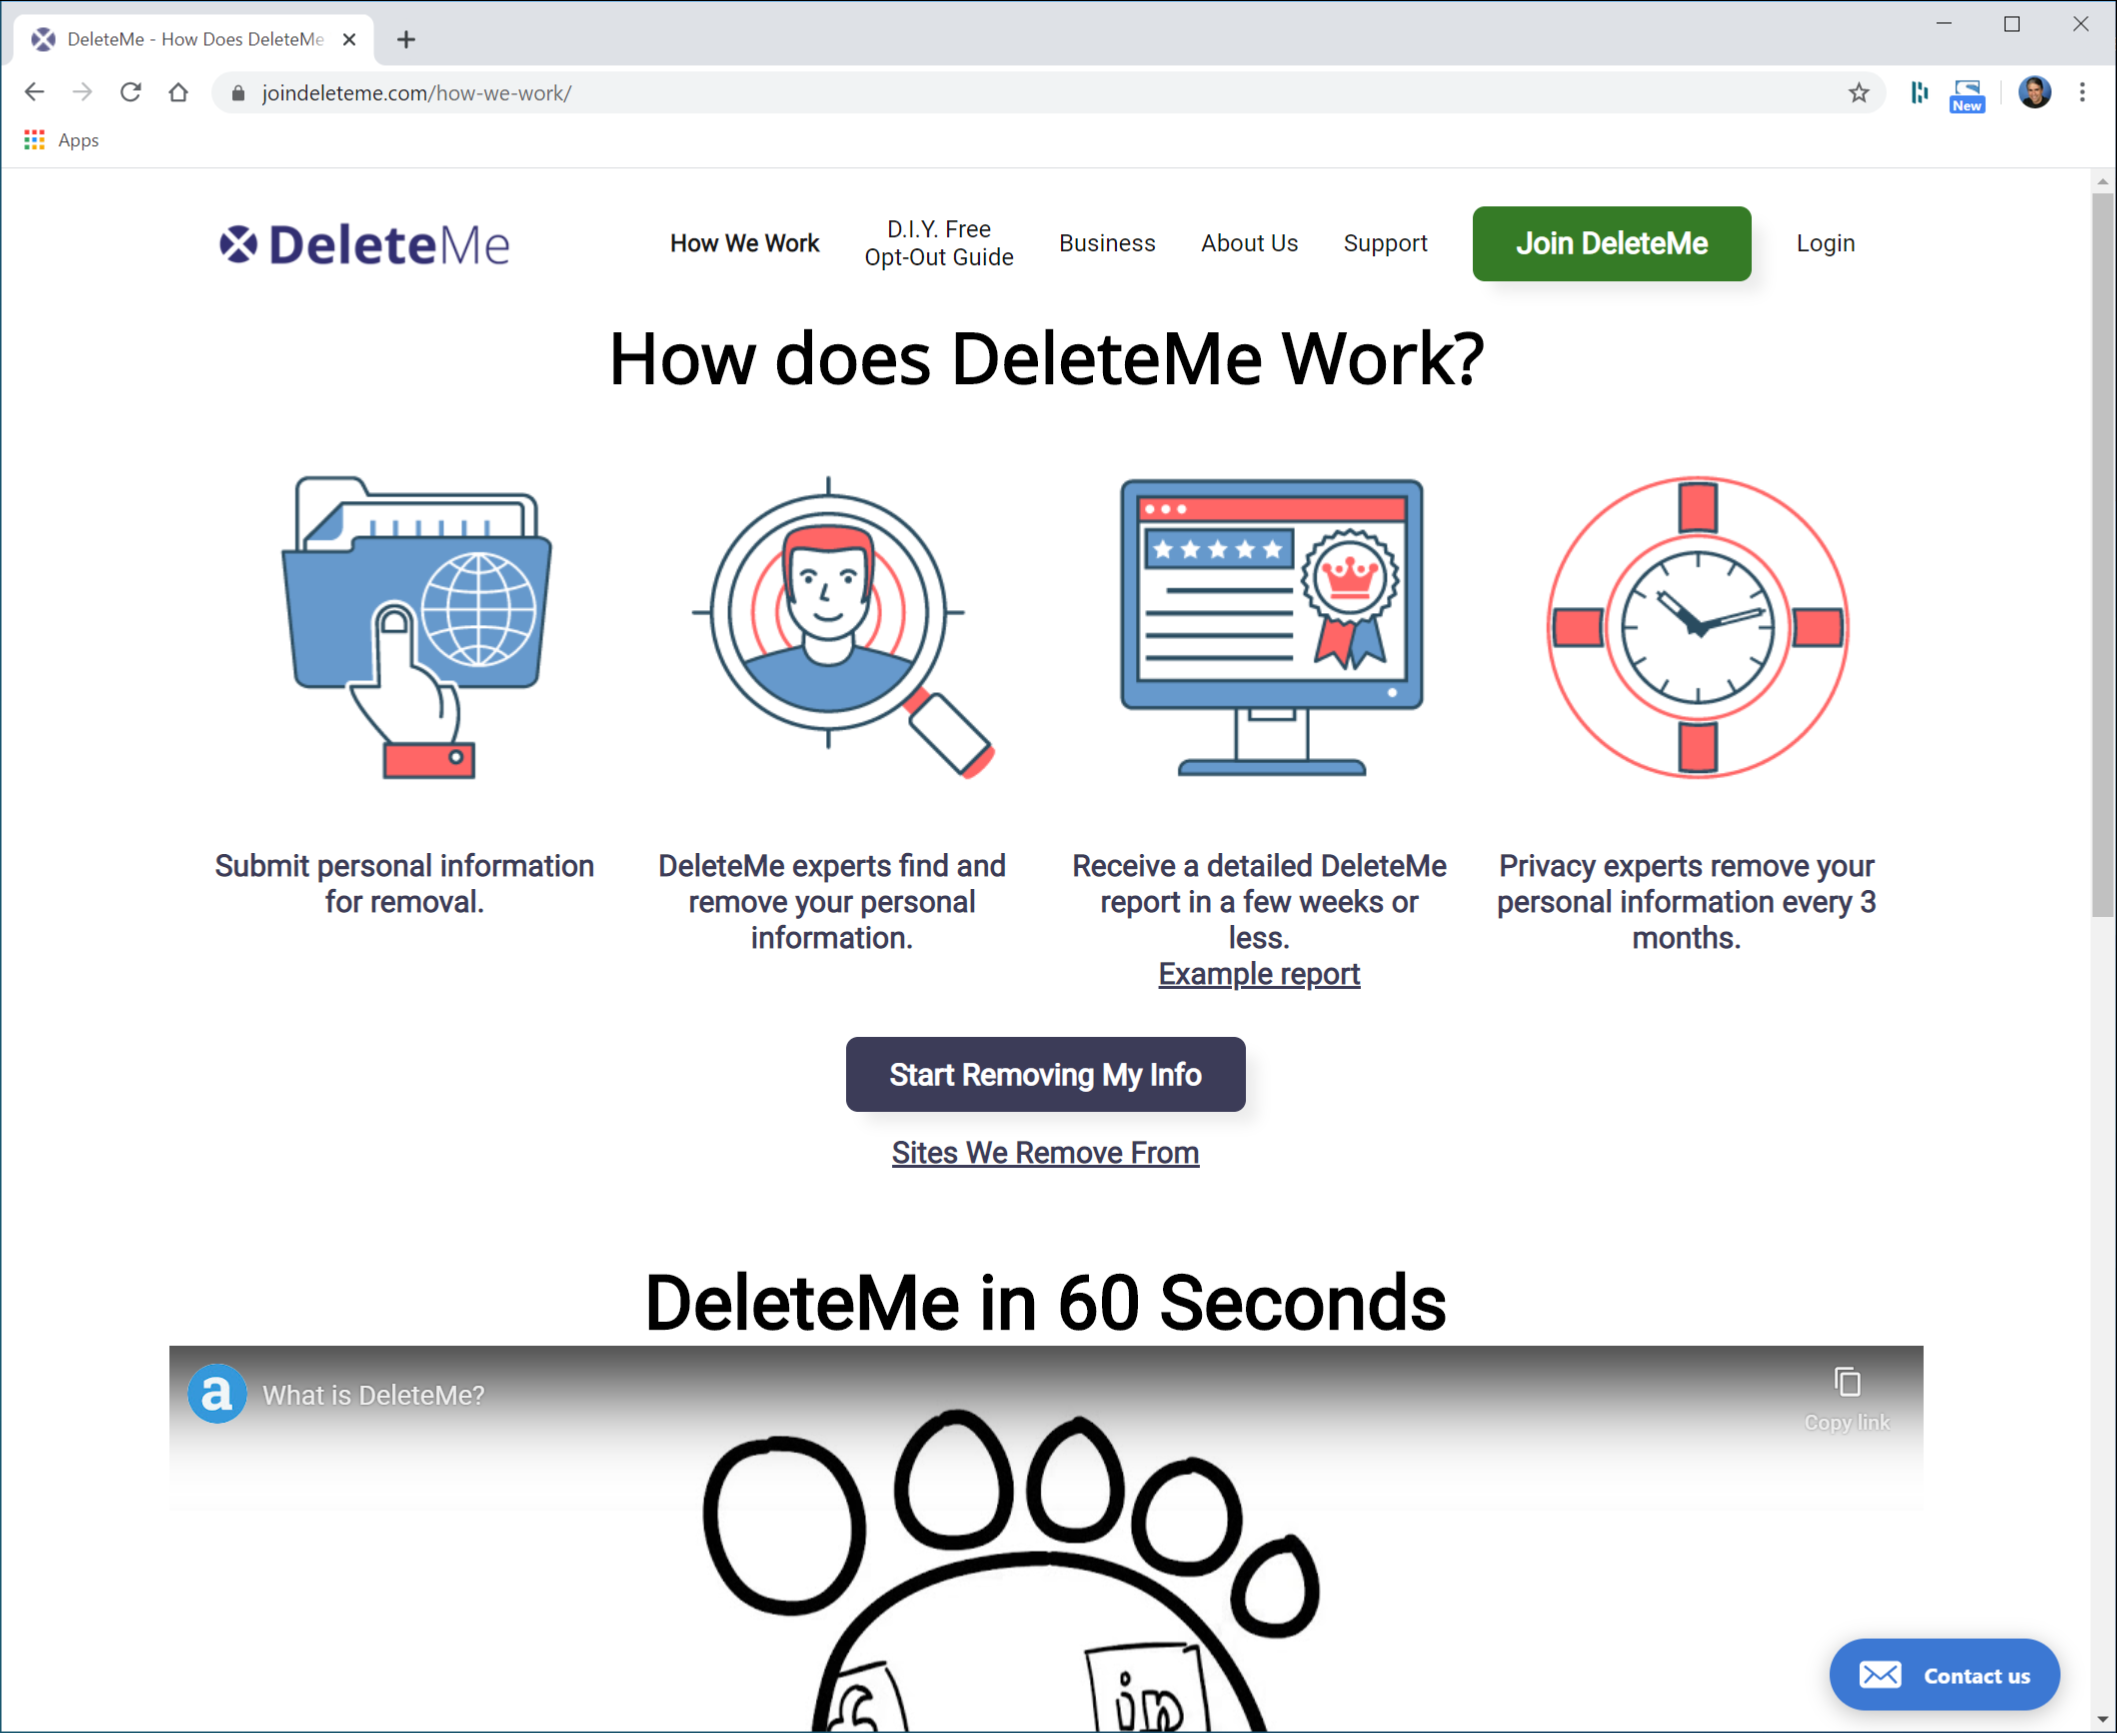 DeleteMe - How Does DeleteMe
joindeleteme.com/how-we-work/
New
Apps
DeleteMe
How We Work
D.I.Y. Free
Opt-Out Guide
Business
About Us
Support
Join DeleteMe
Login
How does DeleteMe Work?
Submit personal information
for removal.
DeleteMe experts find and
remove your personal
information.
Receive a detailed DeleteMe
report in a few weeks or
less.
Example report
Privacy experts remove your
personal information every 3
months.
Start Removing My Info
Sites We Remove From
DeleteMe in 60 Seconds
a
What is DeleteMe?
Copy link
in
Contact us